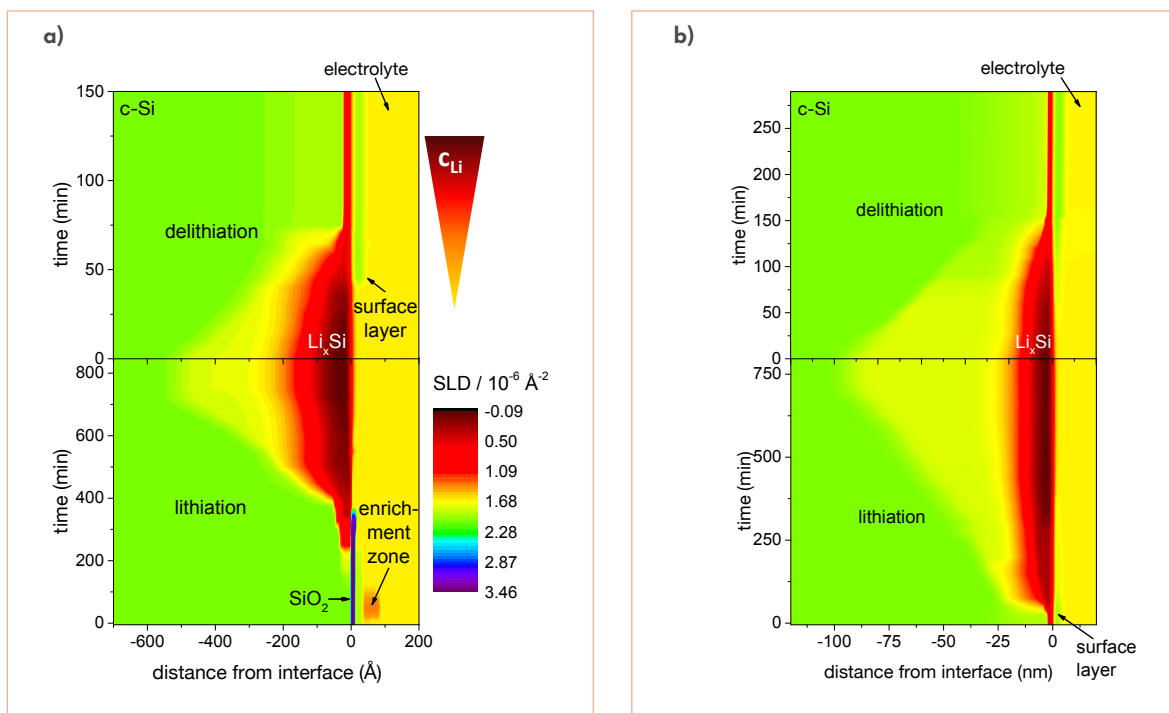 a)
electrolyte
150
c-Si
100
delithiation
50
surface
layer
LiₓSi
0
time (min)
cLi
800
600
400
lithiation
200
SiO₂
0
time (min)
enrich-
ment
zone
-600 -400 -200 0 200
distance from interface (Å)
SLD / 10⁻⁶ Å⁻²
-0.09
0.50
1.09
1.68
2.28
2.87
3.46
b)
electrolyte
c-Si
250
200
150
delithiation
100
50
LiₓSi
0
time (min)
750
500
lithiation
250
0
time (min)
-100 -75 -50 -25 0
distance from interface (nm)
surface
layer